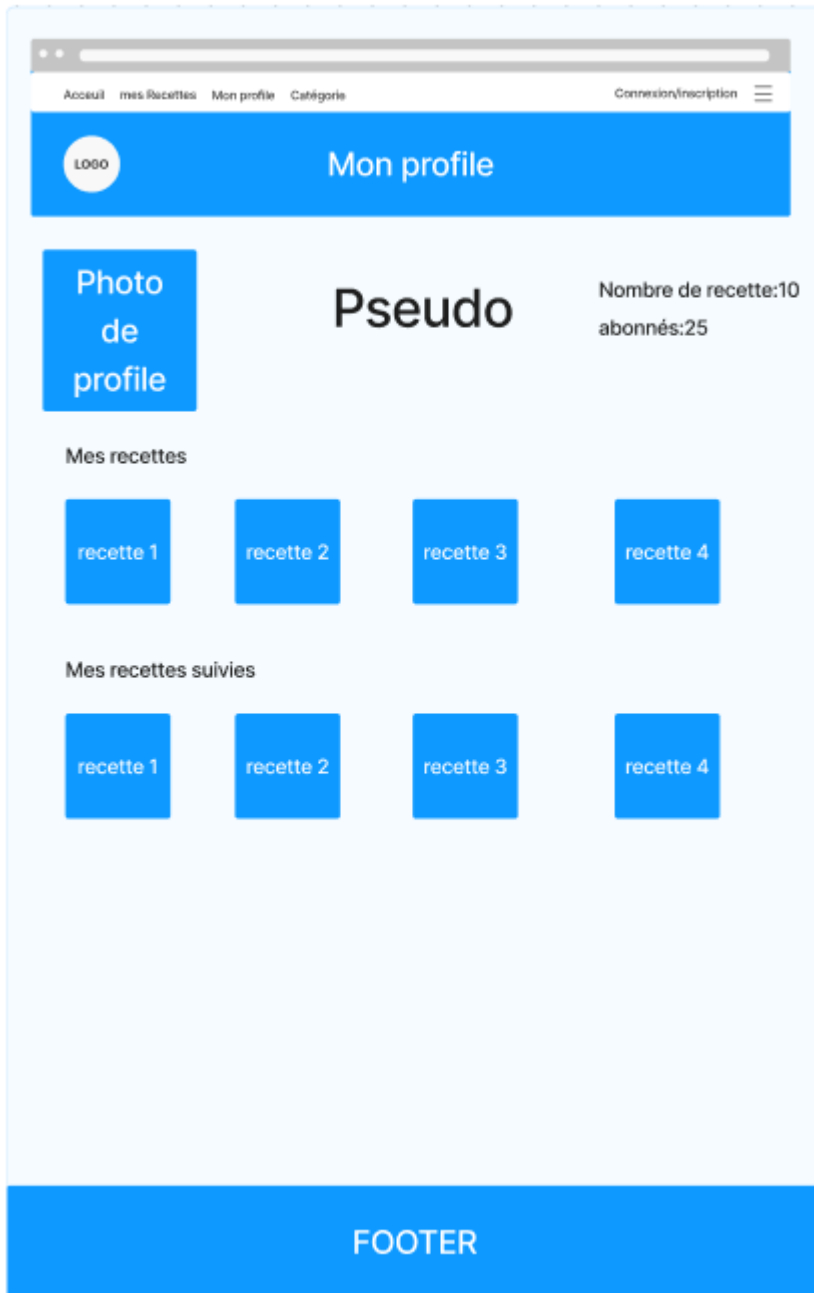 Acceuil mes Recettes Mon profile Catégorie Connexion/inscription
LOGO
Mon profile
Photo
de
profile
Pseudo
Nombre de recette:10
abonnés:25
Mes recettes
recette 1 recette 2 recette 3 recette 4
Mes recettes suivies
recette 1 recette 2 recette 3 recette 4
FOOTER